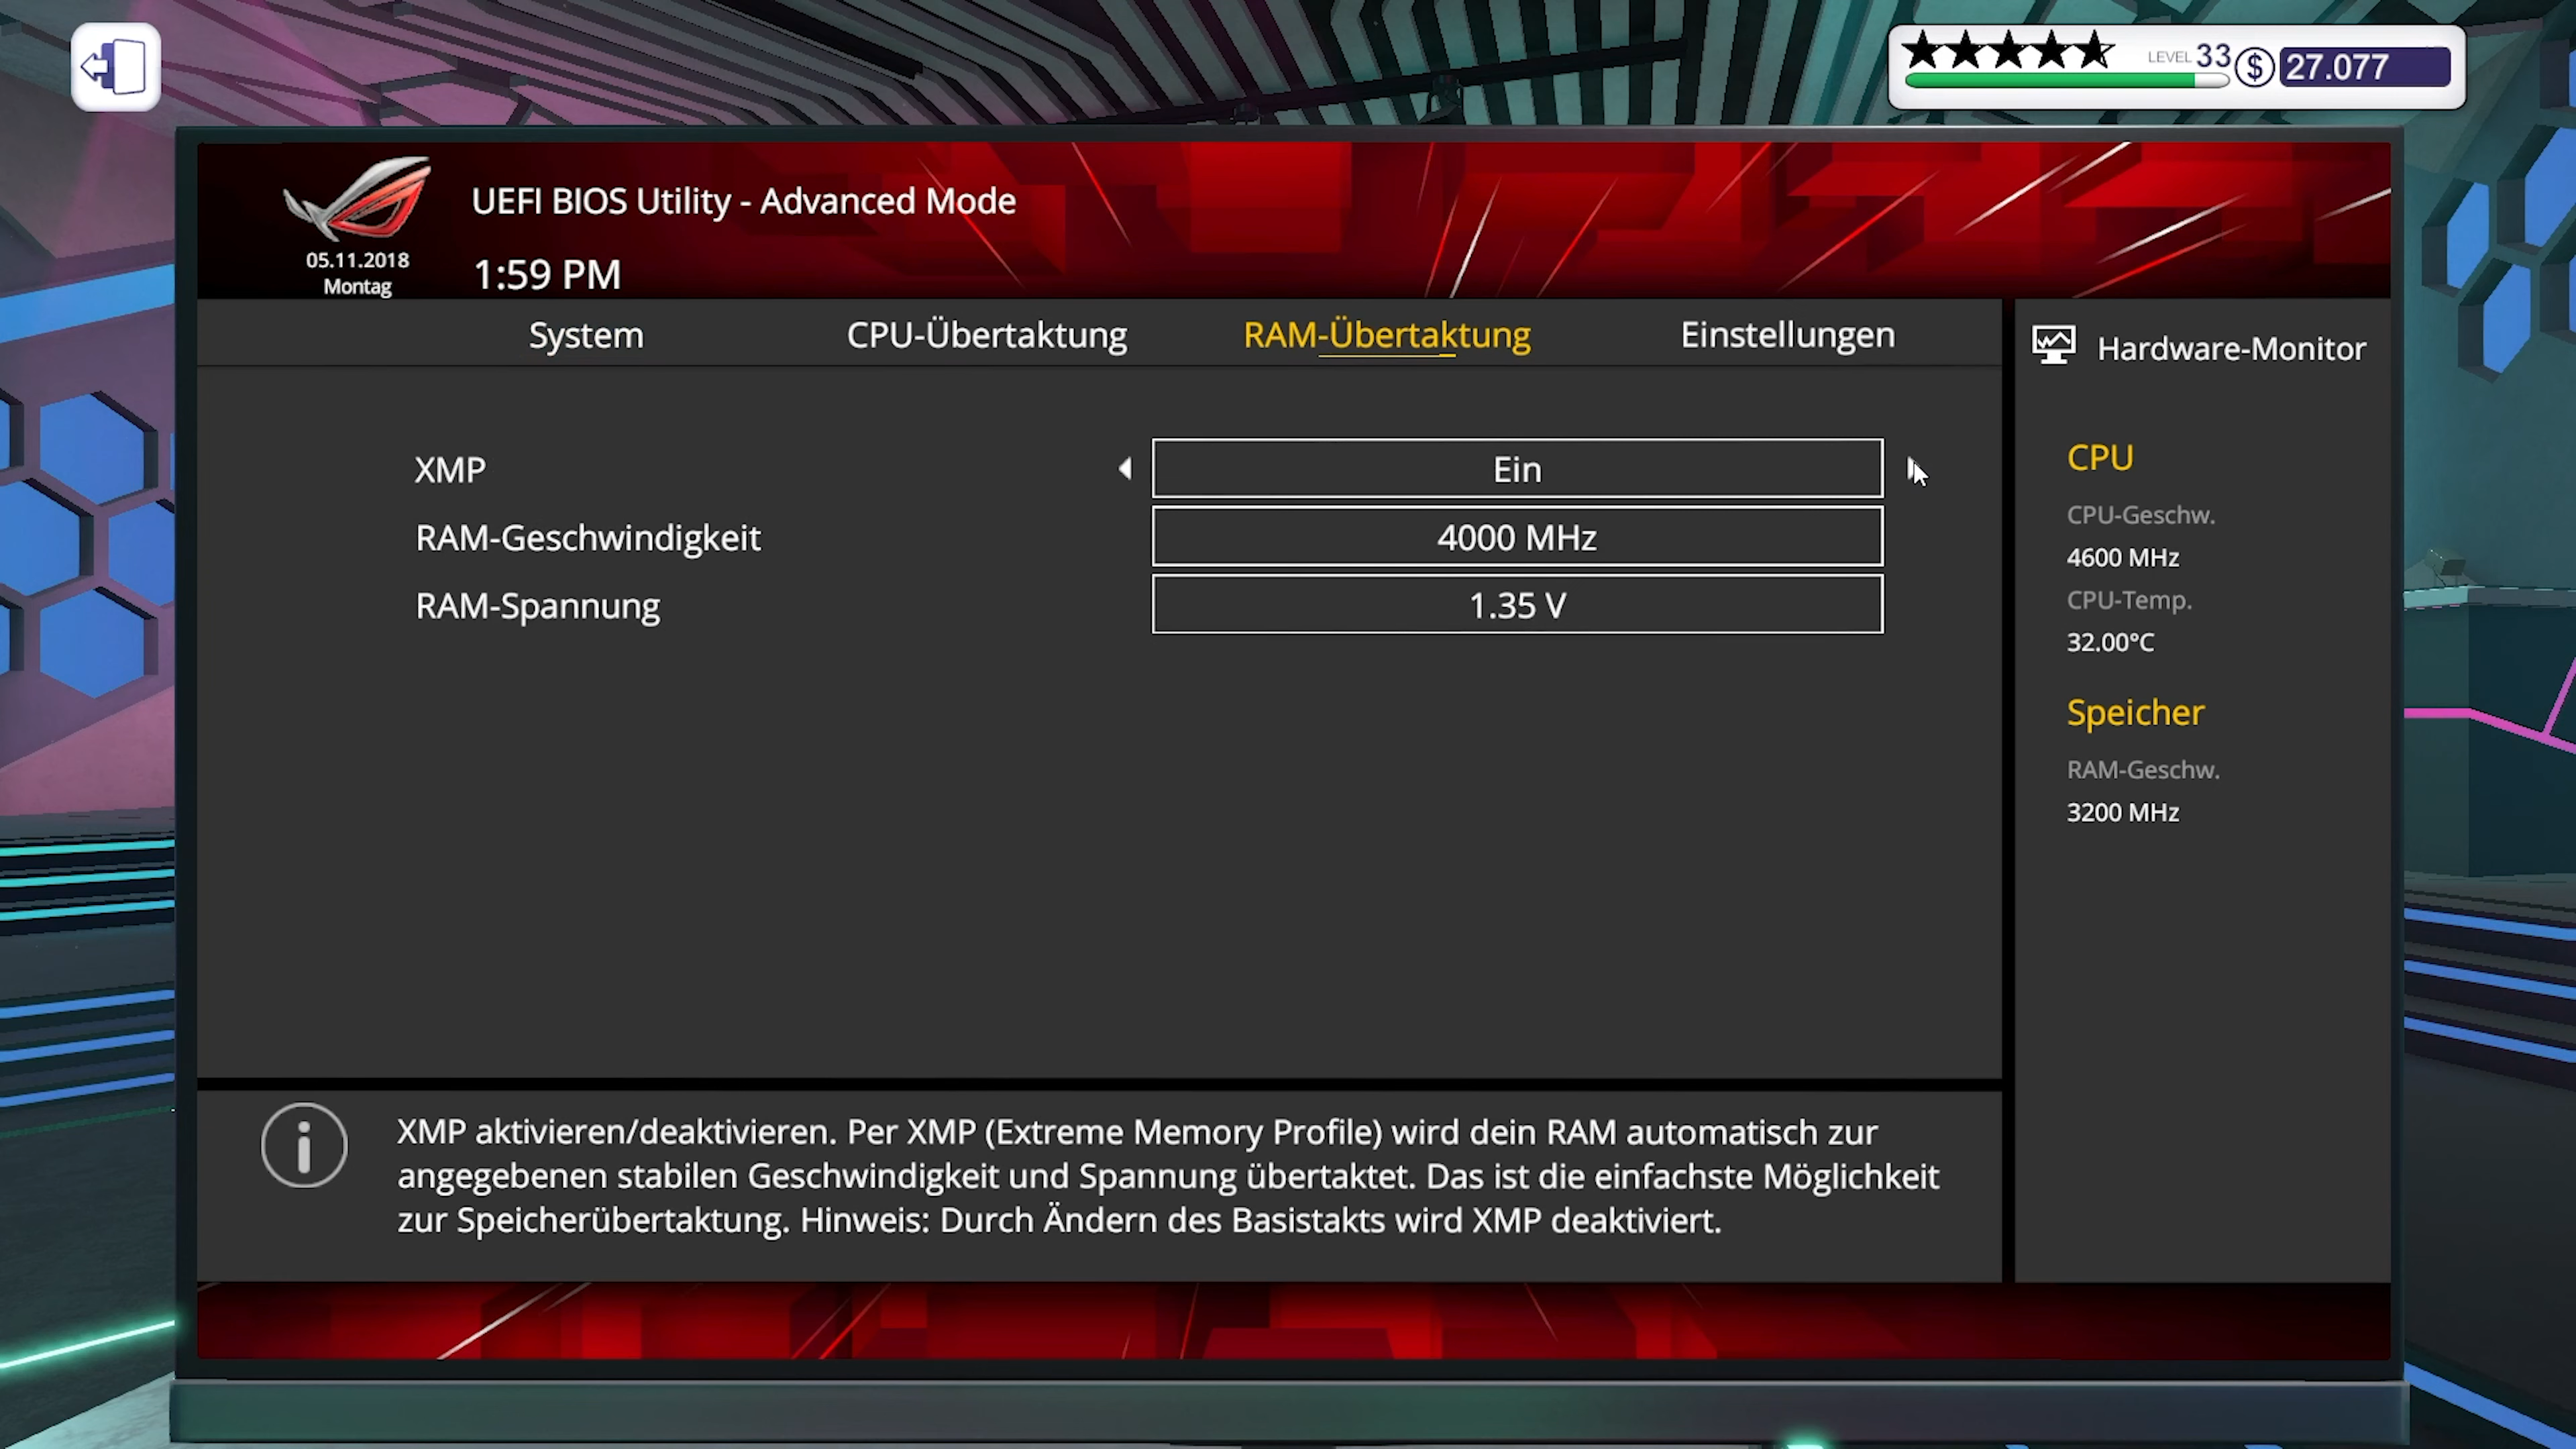 LEVEL 33
$ 27.077
UEFI BIOS Utility - Advanced Mode
05.11.2018
Montag
1:59 PM
System
CPU-Übertaktung
RAM-Übertaktung
Einstellungen
Hardware-Monitor
XMP
Ein
RAM-Geschwindigkeit
4000 MHz
RAM-Spannung
1.35 V
CPU
CPU-Geschw.
4600 MHz
CPU-Temp.
32.00°C
Speicher
RAM-Geschw.
3200 MHz
XMP aktivieren/deaktivieren. Per XMP (Extreme Memory Profile) wird dein RAM automatisch zur
angegebenen stabilen Geschwindigkeit und Spannung übertaktet. Das ist die einfachste Möglichkeit
zur Speicherübertaktung. Hinweis: Durch Ändern des Basistakts wird XMP deaktiviert.